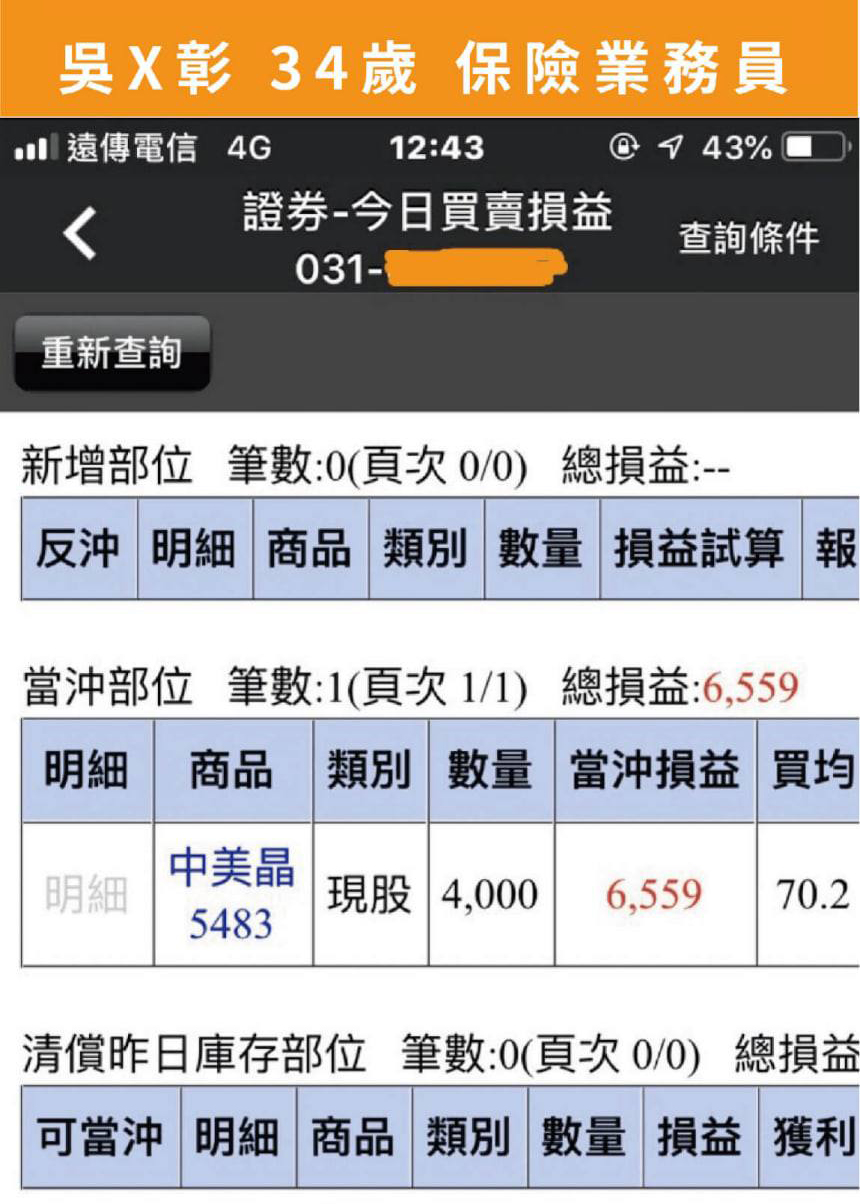 吳X彰 34歲 保險業務員
遠傳電信 4G 12:43 43%
證券-今日買賣損益
031-
查詢條件
重新查詢
新增部位 筆數:0(頁次 0/0) 總損益:--
反沖 明細 商品 類別 數量 損益試算 報
當沖部位 筆數:1(頁次 1/1) 總損益:6,559
明細 商品 類別 數量 當沖損益 買均
明細 中美晶 現股 4,000 6,559 70.2
5483
清償昨日庫存部位 筆數:0(頁次 0/0) 總損益
可當沖 明細 商品 類別 數量 損益 獲利